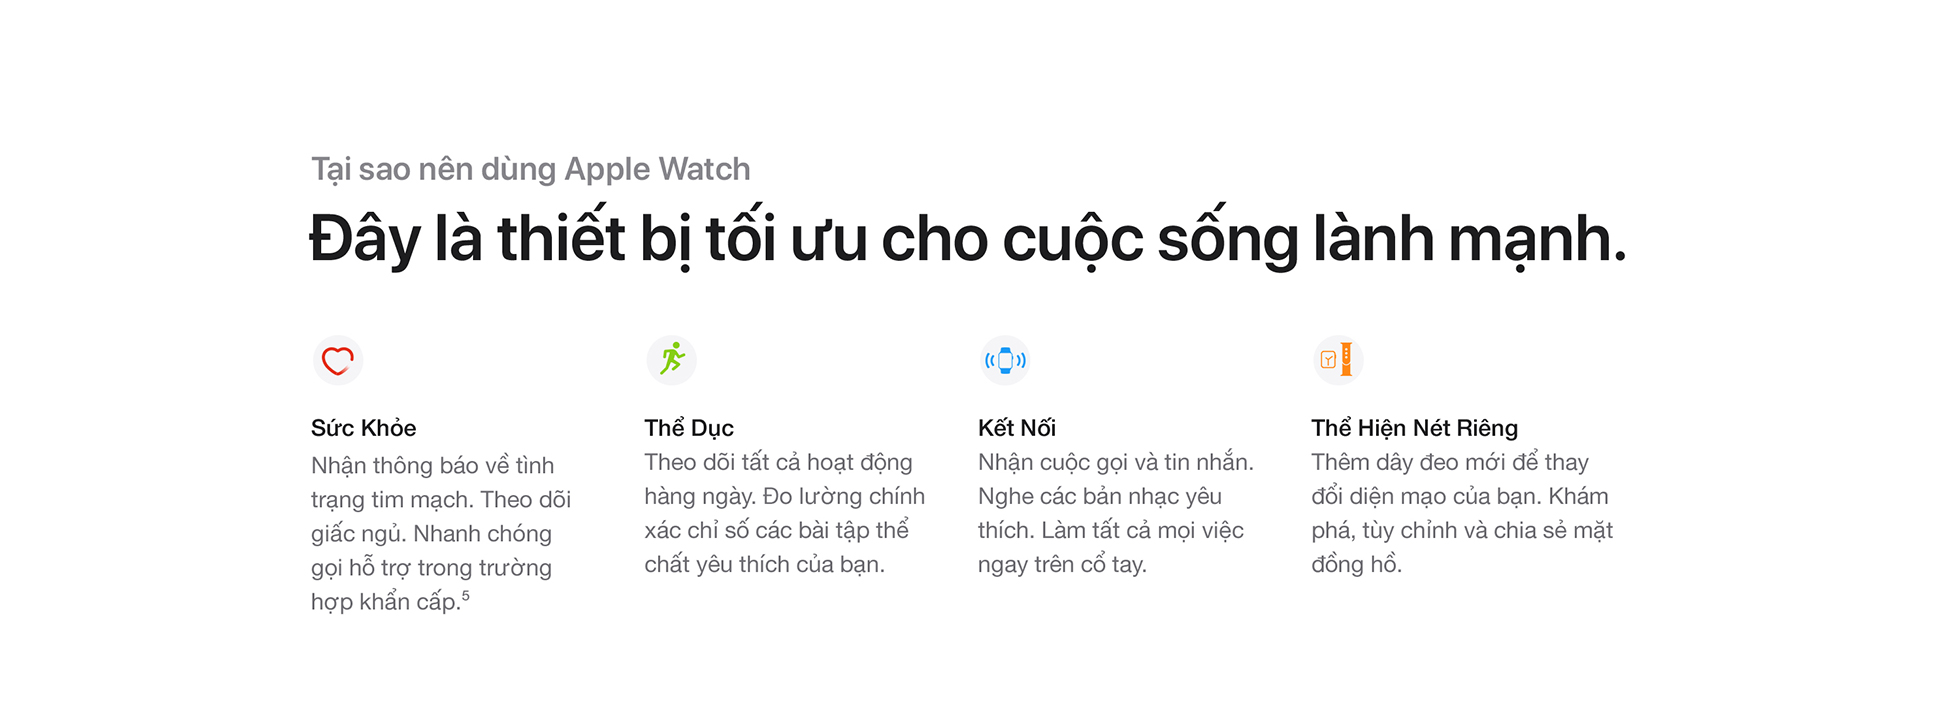 Tại sao nên dùng Apple Watch
Đây là thiết bị tối ưu cho cuộc sống lành mạnh.
Sức Khỏe
Nhận thông báo về tình
trạng tim mạch. Theo dõi
giấc ngủ. Nhanh chóng
gọi hỗ trợ trong trường
hợp khẩn cấp.⁵
Thể Dục
Theo dõi tất cả hoạt động
hàng ngày. Đo lường chính
xác chỉ số các bài tập thể
chất yêu thích của bạn.
Kết Nối
Nhận cuộc gọi và tin nhắn.
Nghe các bản nhạc yêu
thích. Làm tất cả mọi việc
ngay trên cổ tay.
Thể Hiện Nét Riêng
Thêm dây đeo mới để thay
đổi diện mạo của bạn. Khám
phá, tùy chỉnh và chia sẻ mặt
đồng hồ.